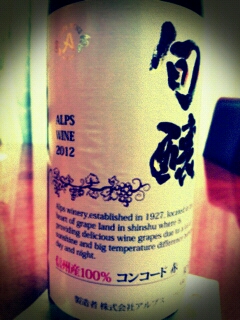 旬醸
ALPS
WINE
2012
Alps winery,established in 1927, located in
heart of grape land in shinshu where is
providing delicious wine grapes due to a lot
sunshine and big temperature difference
day and night.
信州産100% コンコード 赤
製造者 株式会社アルプス